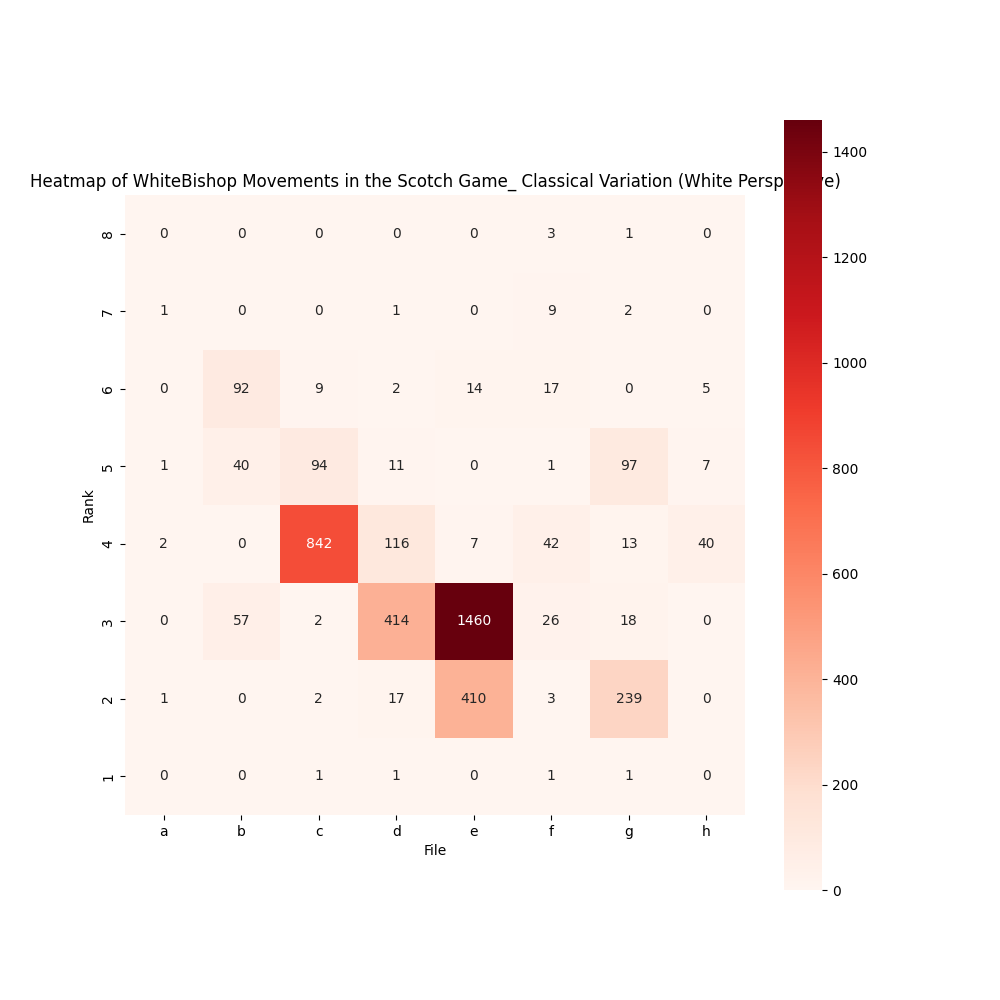 Heatmap of WhiteBishop Movements in the Scotch Game_ Classical Variation (White Persp ve)
1400
1200
1000
800
600
400
200
0
Rank
8 0 0 0 0 0 3 1 0
7 1 0 0 1 0 9 2 0
6 0 92 9 2 14 17 0 5
5 1 40 94 11 0 1 97 7
4 2 0 842 116 7 42 13 40
3 0 57 2 414 1460 26 18 0
2 1 0 2 17 410 3 239 0
1 0 0 1 1 0 1 1 0
a b c d e f g h
File